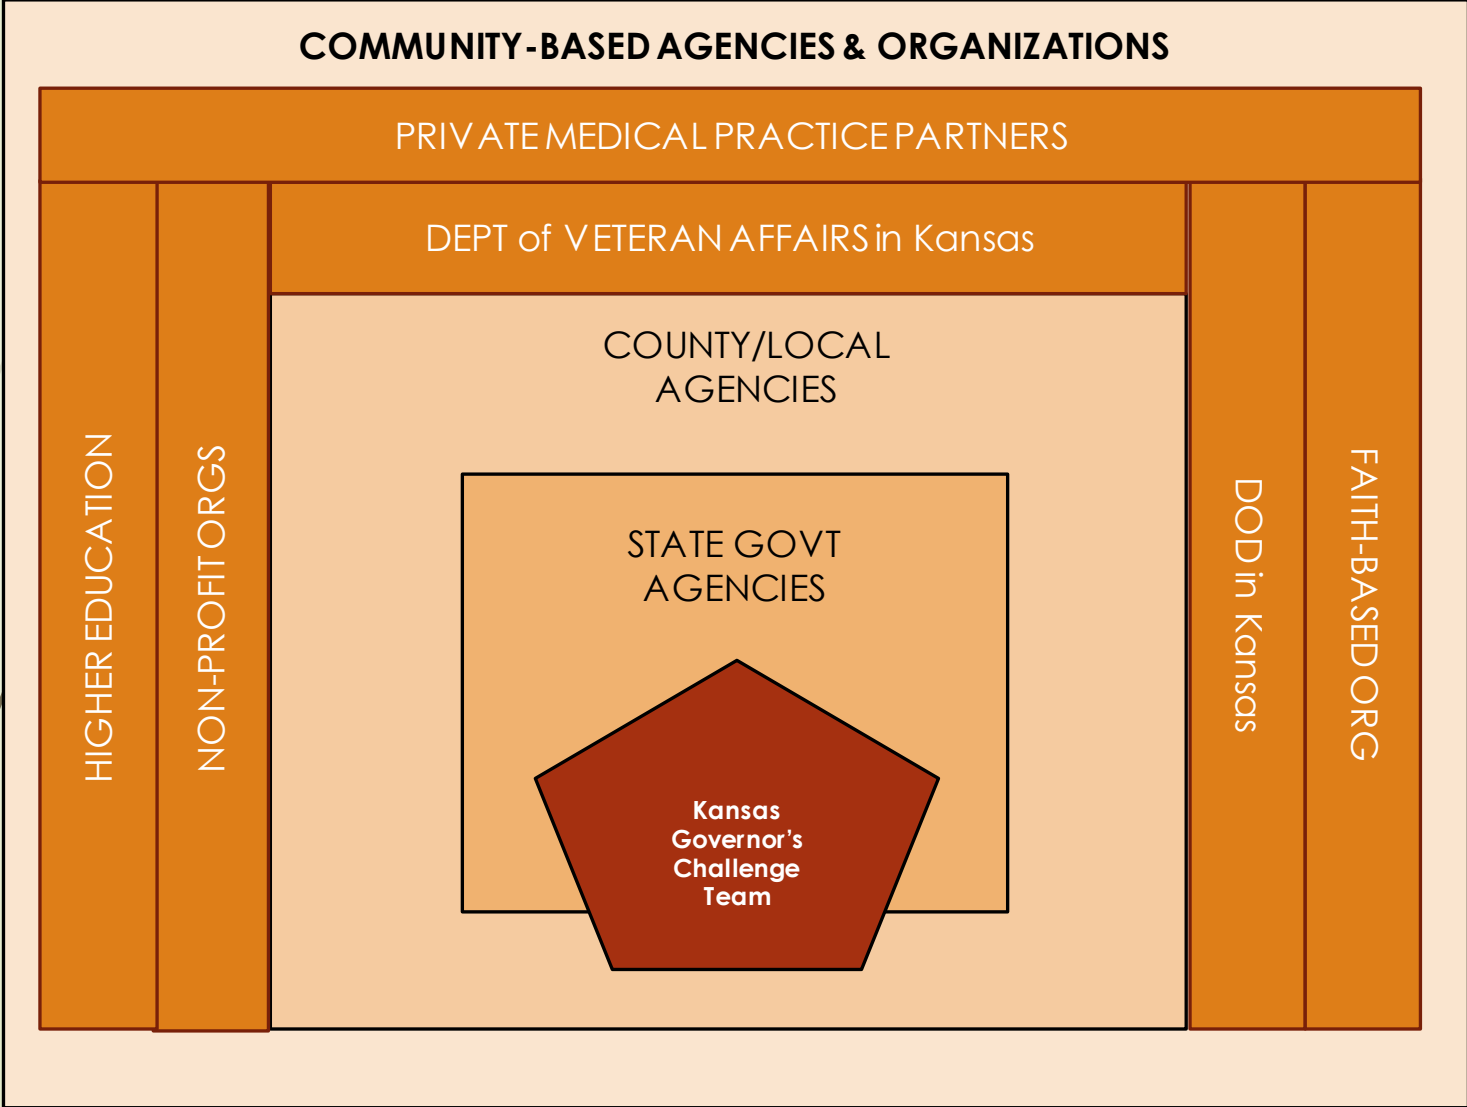 COMMUNITY-BASED AGENCIES & ORGANIZATIONS
PRIVATE MEDICAL PRACTICE PARTNERS
DEPT of VETERAN AFFAIRS in Kansas
HIGHER EDUCATION
NON-PROFIT ORGS
COUNTY/LOCAL
AGENCIES
STATE GOVT
AGENCIES
Kansas
Governor's
Challenge
Team
DOD in Kansas
FAITH-BASED ORG